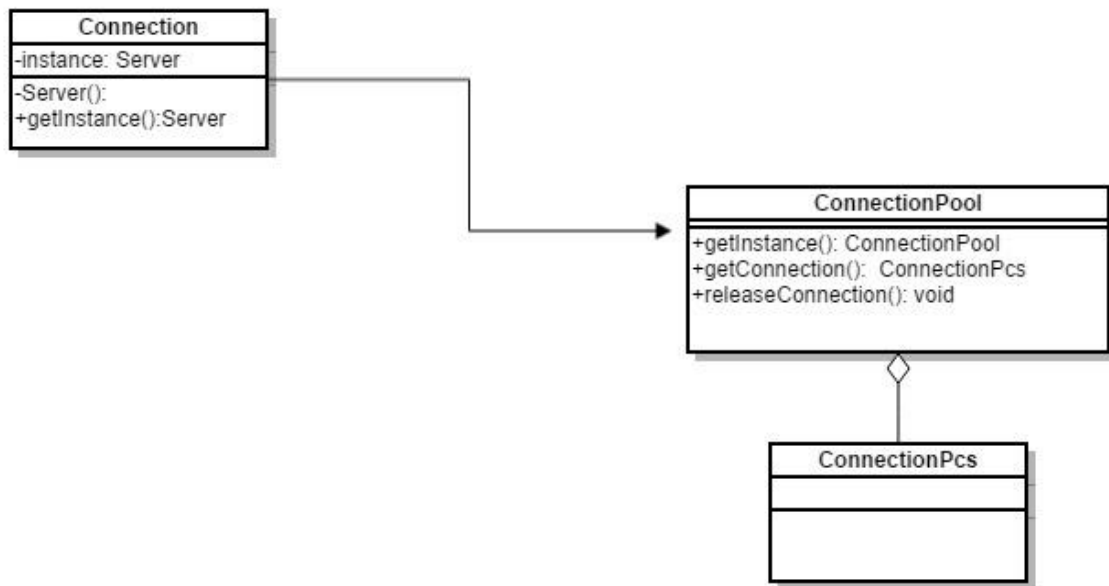 Connection
-instance: Server
-Server():
+getInstance():Server
ConnectionPool
+getInstance(): ConnectionPool
+getConnection():  ConnectionPcs
+releaseConnection(): void
ConnectionPcs